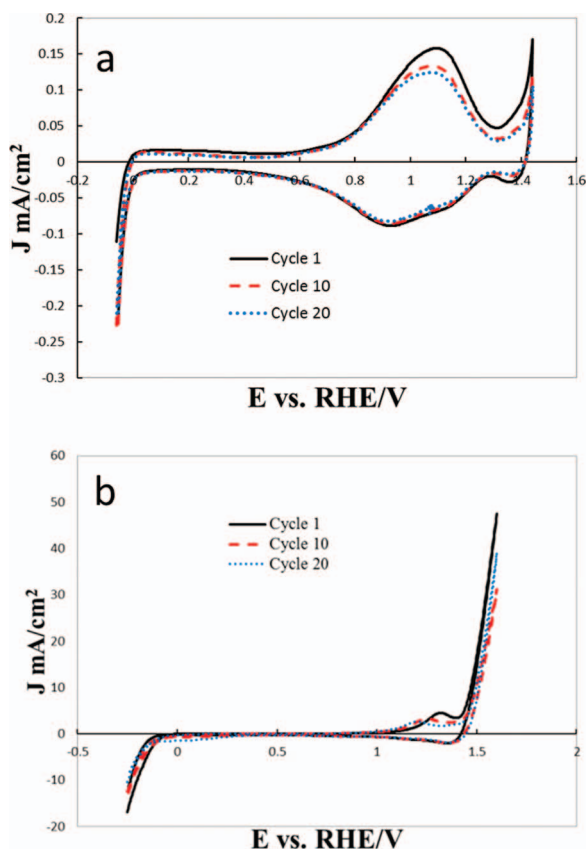 a
0.2
0.15
0.1
0.05
0
-0.05
-0.1
-0.15
-0.2
-0.25
-0.3
-0.2 0 0.2 0.4 0.6 0.8 1 1.2 1.4 1.6
J mA/cm²
Cycle 1
Cycle 10
Cycle 20
E vs. RHE/V
b
60
50
40
30
20
10
0
-10
-20
-0.5 0 0.5 1 1.5 2
J mA/cm²
Cycle 1
Cycle 10
Cycle 20
E vs. RHE/V